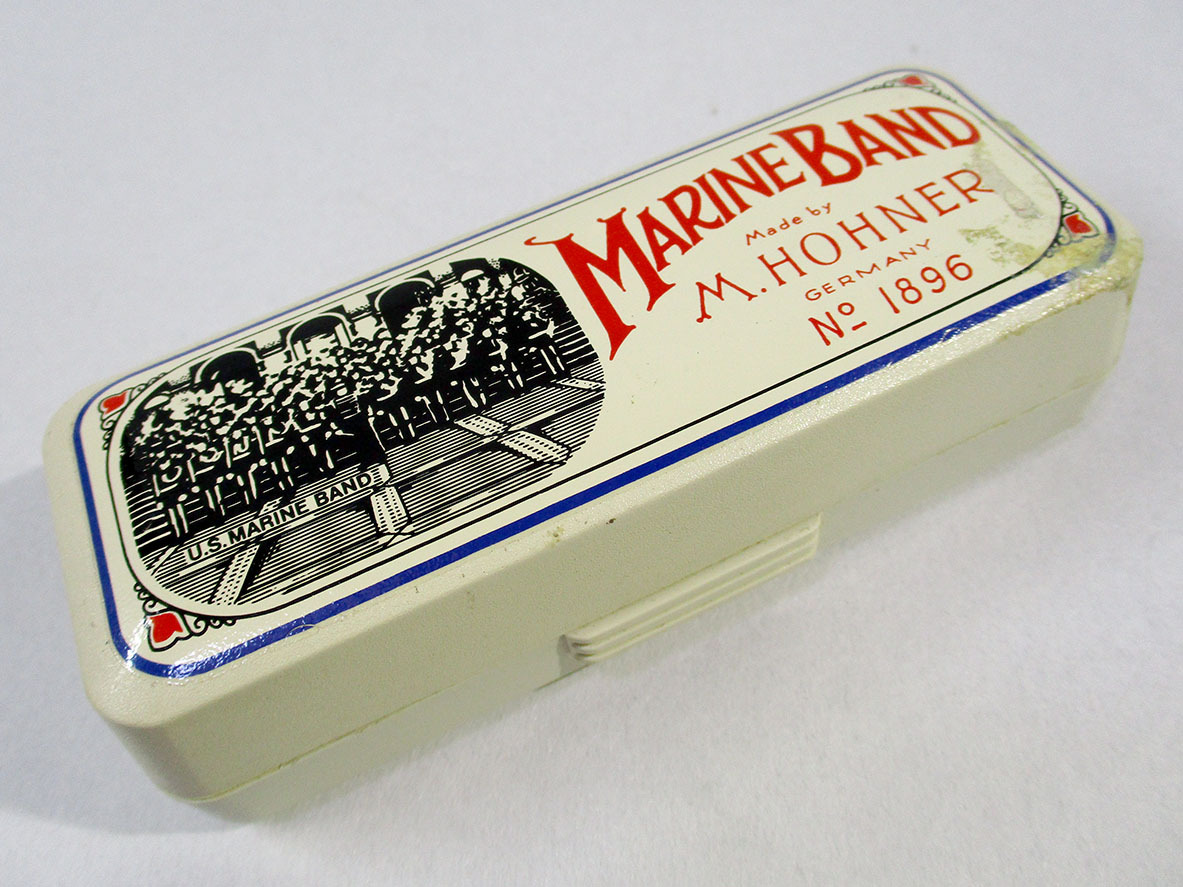 MARINE BAND
Made by
M. HOHNER
GERMANY
Nº 1896
U.S. MARINE BAND